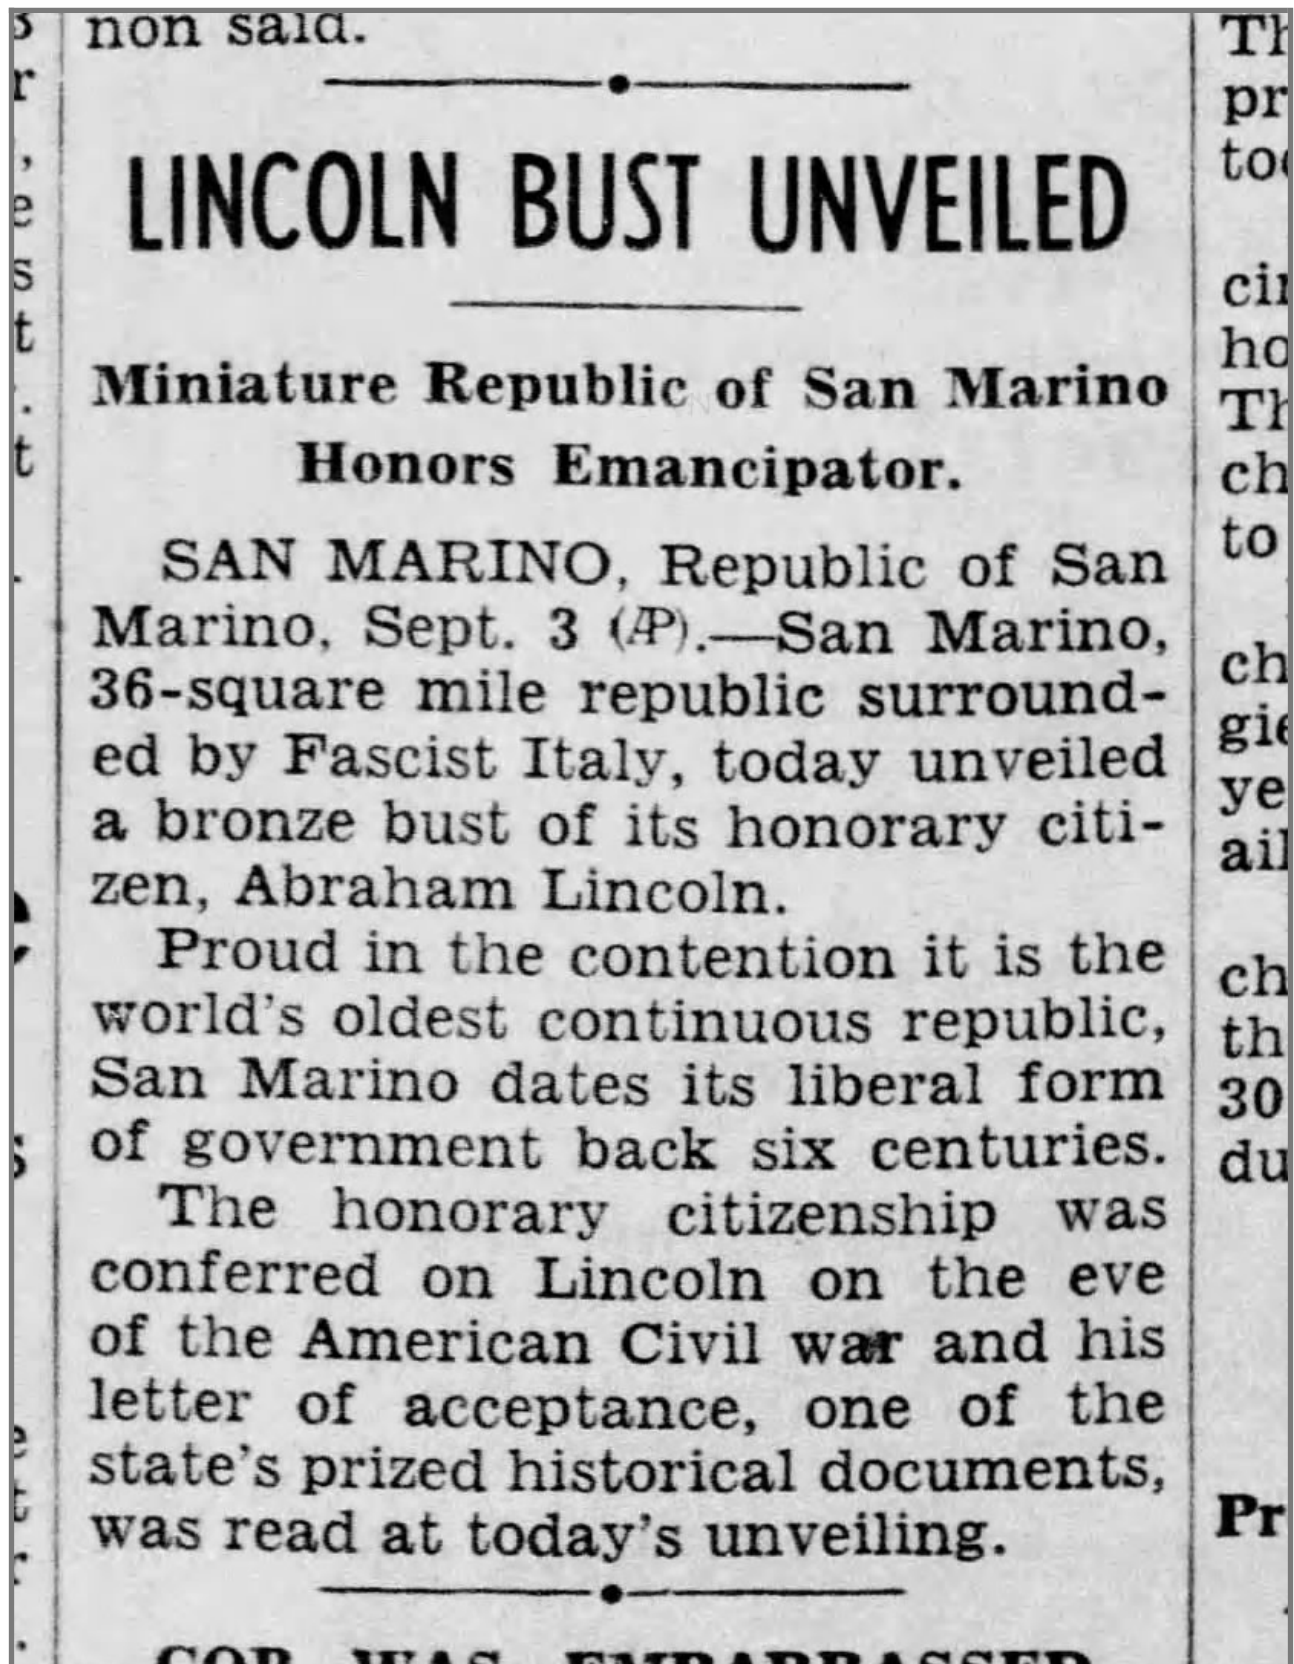 non said.
LINCOLN BUST UNVEILED
Miniature Republic of San Marino
Honors Emancipator.
SAN MARINO, Republic of San
Marino, Sept. 3 (AP).—San Marino,
36-square mile republic surround-
ed by Fascist Italy, today unveiled
a bronze bust of its honorary citi-
zen, Abraham Lincoln.
Proud in the contention it is the
world's oldest continuous republic,
San Marino dates its liberal form
of government back six centuries.
The honorary citizenship was
conferred on Lincoln on the eve
of the American Civil war and his
letter of acceptance, one of the
state's prized historical documents,
was read at today's unveiling.
COP WAS EMBARRASSED
to
30